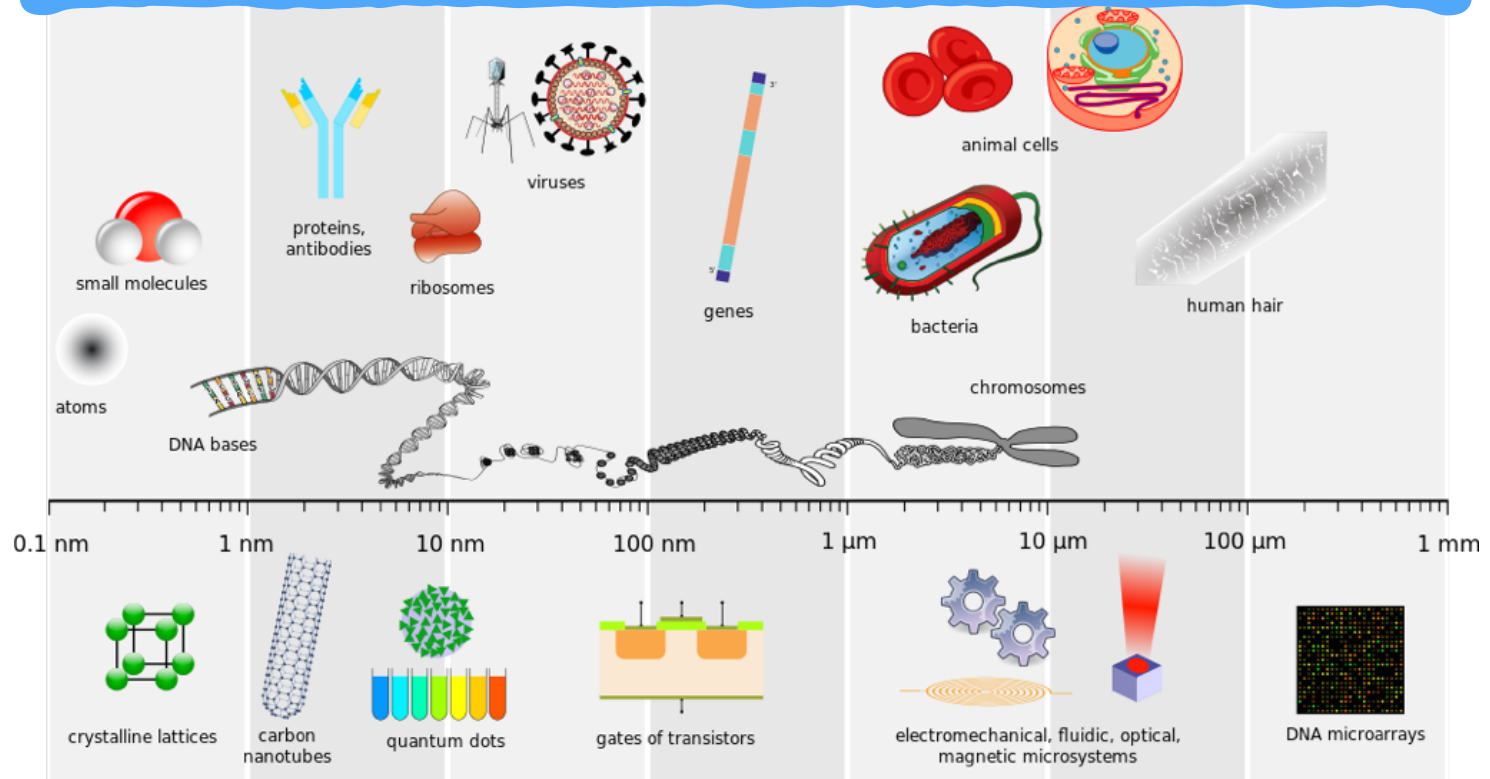 3'
animal cells
viruses
proteins,
antibodies
small molecules
ribosomes
5'
genes
bacteria
human hair
atoms
chromosomes
DNA bases
0.1 nm
1 nm
10 nm
100 nm
1 µm
10 µm
100 µm
1 mm
crystalline lattices
carbon
nanotubes
quantum dots
gates of transistors
electromechanical, fluidic, optical,
magnetic microsystems
DNA microarrays